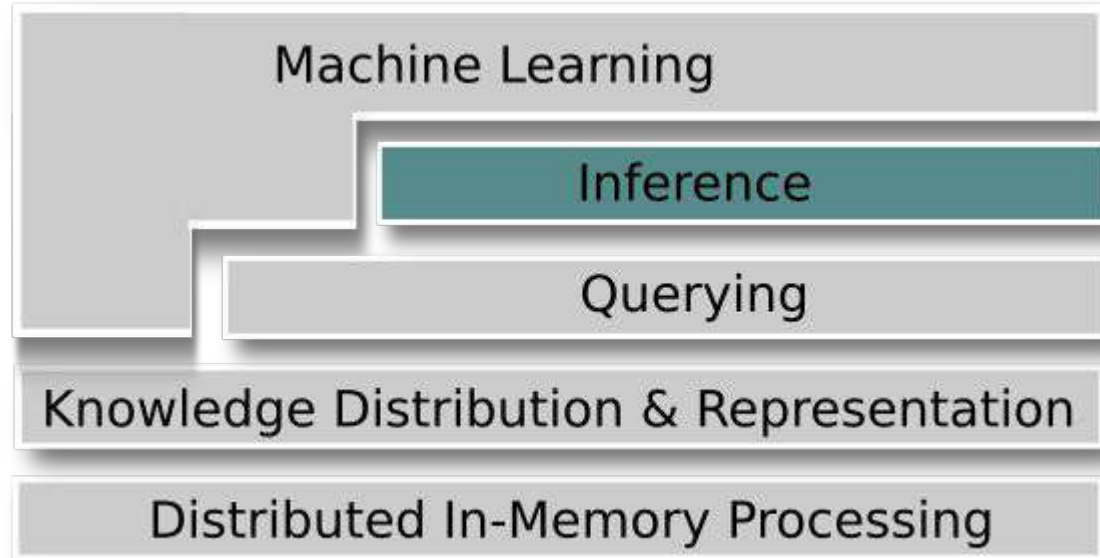 Machine Learning
Inference
Querying
Knowledge Distribution & Representation
Distributed In-Memory Processing